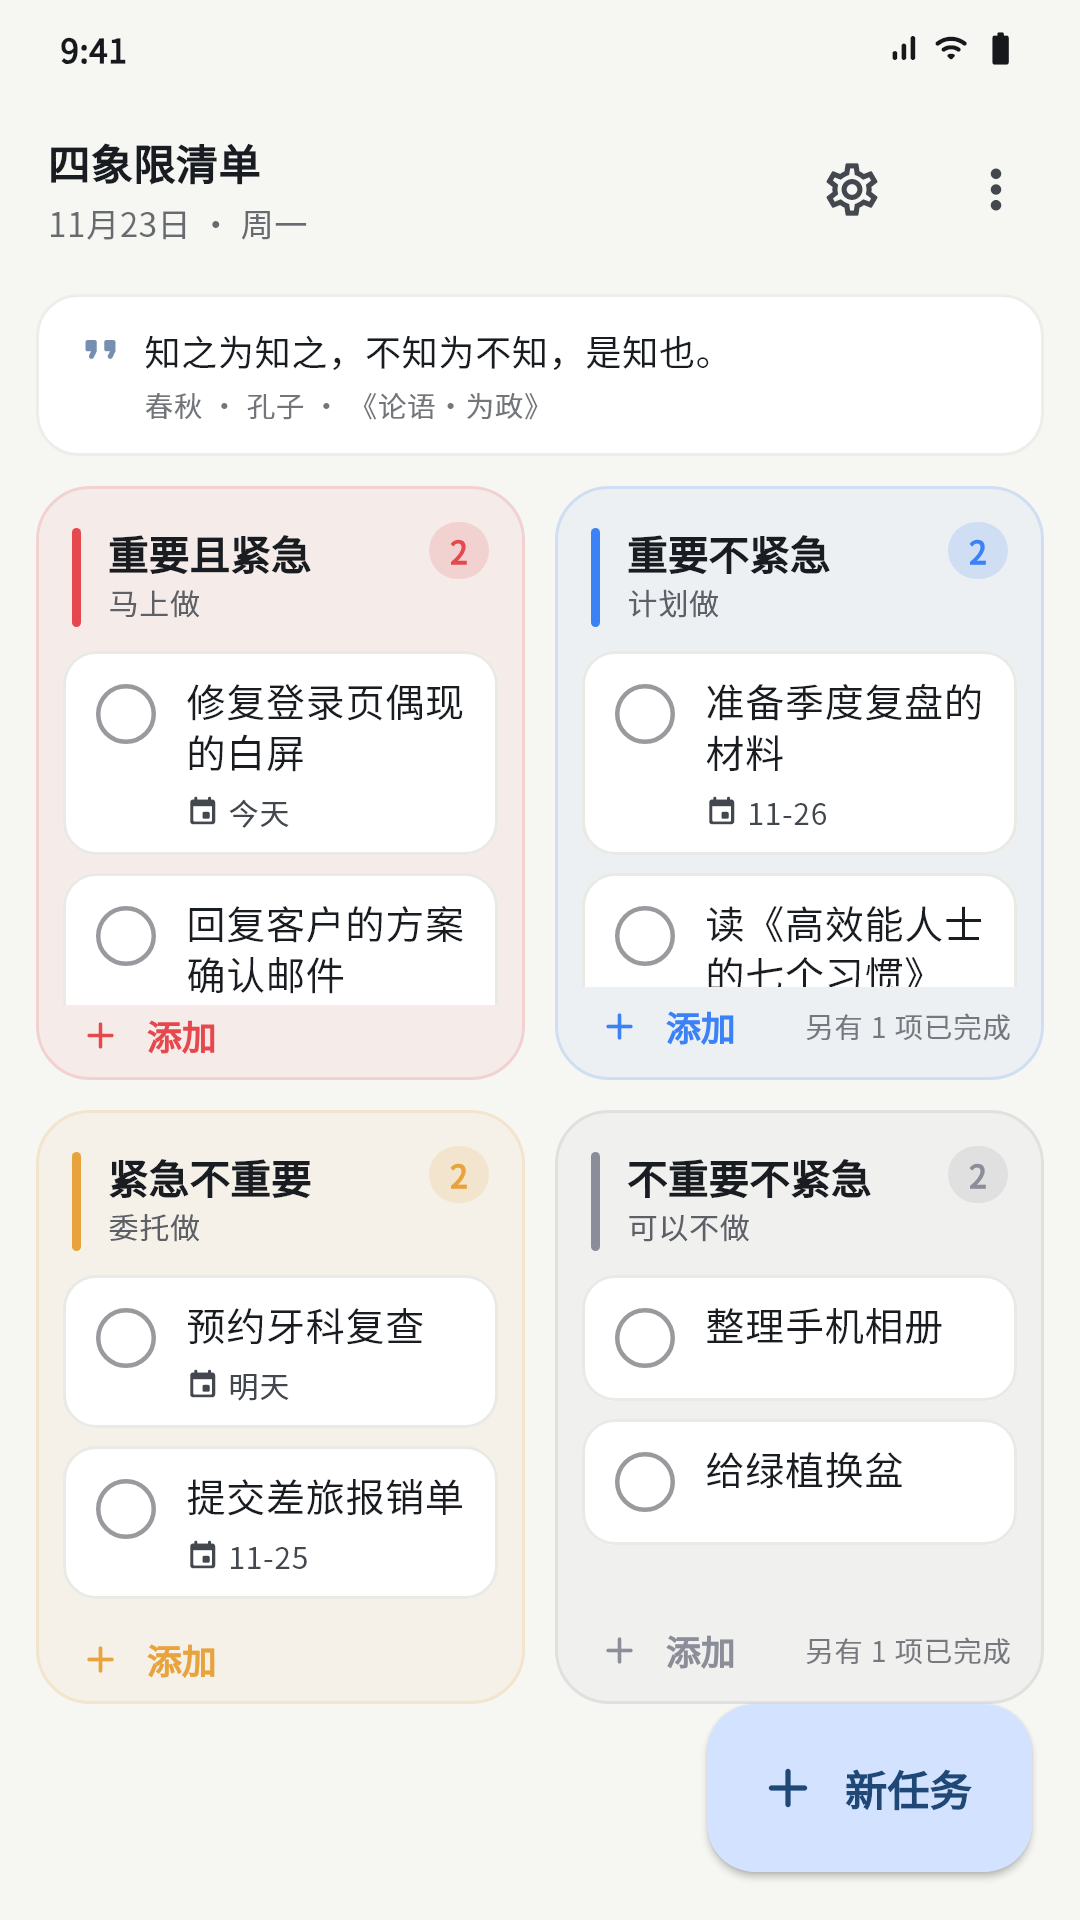 9:41
四象限清单
11月23日 · 周一
知之为知之，不知为不知，是知也。
春秋 · 孔子 · 《论语·为政》
重要且紧急
2
马上做
修复登录页偶现
的白屏
今天
回复客户的方案
确认邮件
+ 添加
重要不紧急
2
计划做
准备季度复盘的
材料
11-26
读《高效能人士
的七个习惯》
+ 添加
另有 1 项已完成
紧急不重要
2
委托做
预约牙科复查
明天
提交差旅报销单
11-25
+ 添加
不重要不紧急
2
可以不做
整理手机相册
给绿植换盆
+ 添加
另有 1 项已完成
+ 新任务